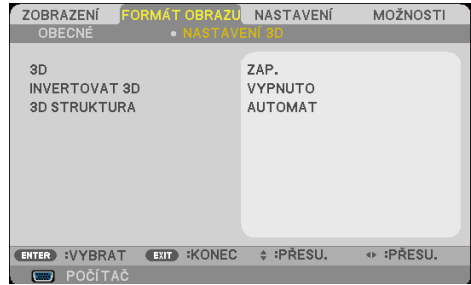 ZOBRAZENÍ FORMÁT OBRAZU NASTAVENÍ MOŽNOSTI
OBECNÉ • NASTAVENÍ 3D
3D ZAP.
INVERTOVAT 3D VYPNUTO
3D STRUKTURA AUTOMAT
ENTER :VYBRAT EXIT :KONEC :PŘESU. :PŘESU.
POČÍTAČ